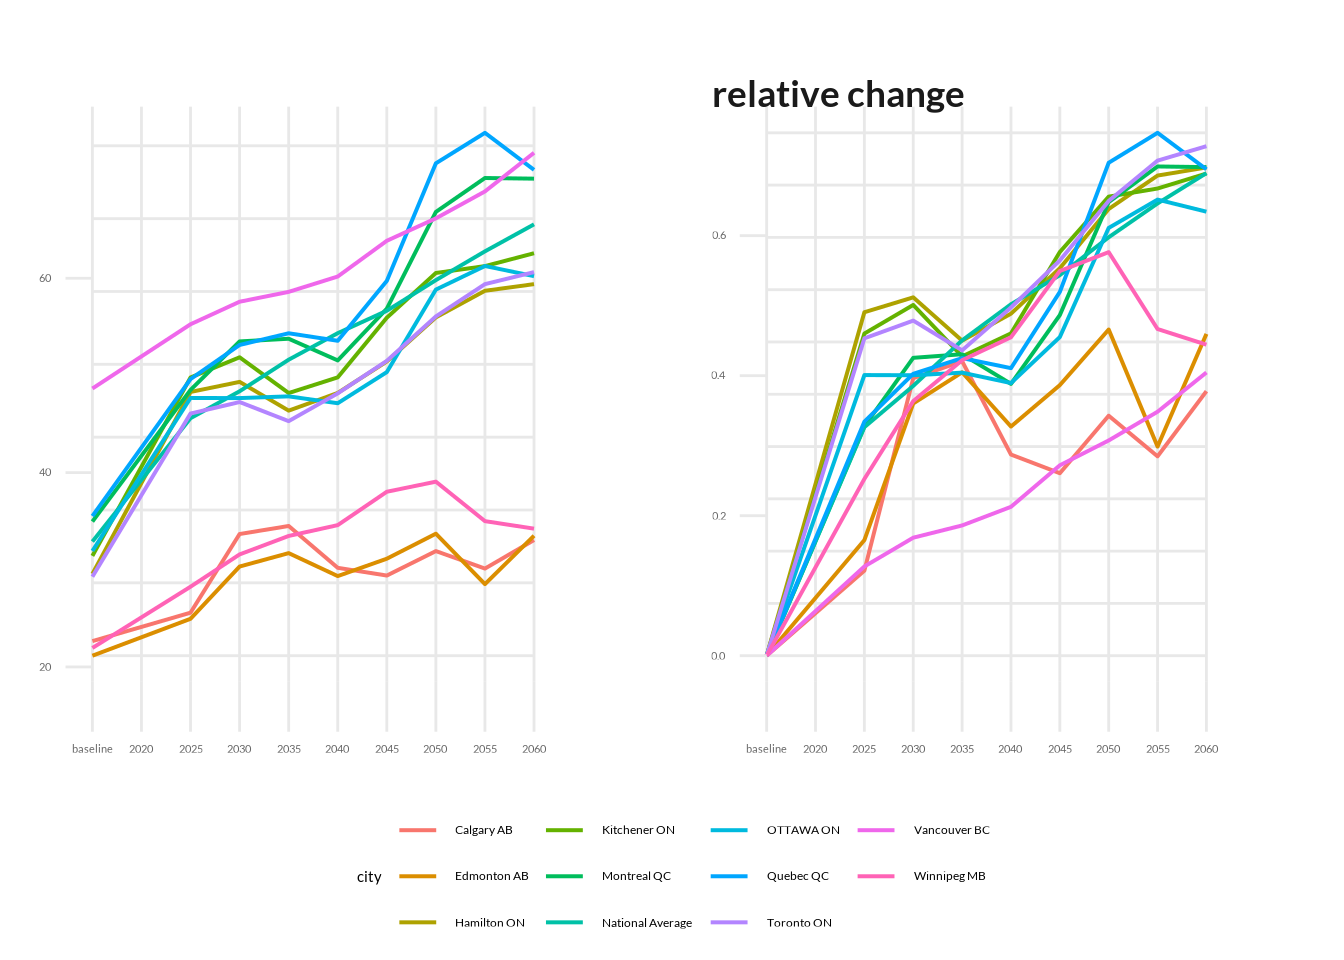 relative change
60
40
20
baseline 2020 2025 2030 2035 2040 2045 2050 2055 2060
0.6
0.4
0.2
0.0
baseline 2020 2025 2030 2035 2040 2045 2050 2055 2060
city
Calgary AB Kitchener ON OTTAWA ON Vancouver BC
Edmonton AB Montreal QC Quebec QC Winnipeg MB
Hamilton ON National Average Toronto ON